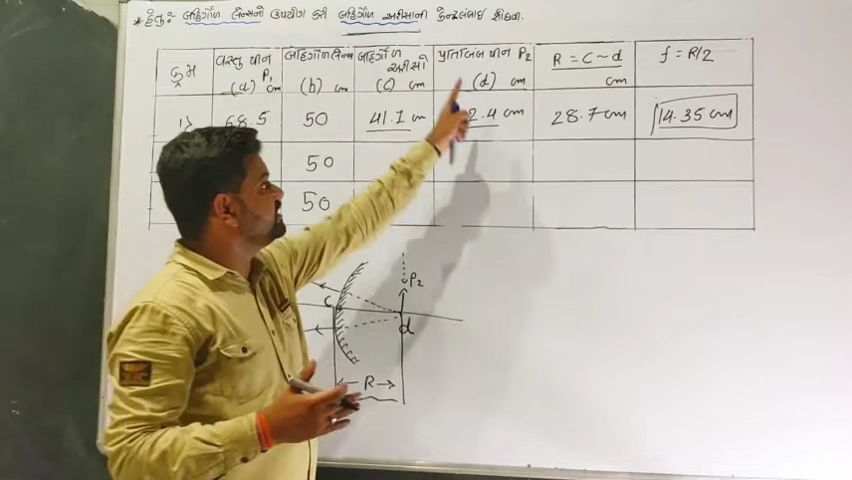 * હેતુ :- બહિર્ગોળ લેન્સનો ઉપયોગ કરી બહિર્ગોળ અરીસાની કેન્દ્રલંબાઇ શોધવા.
ક્રમ
વસ્તુ પીન P₁ (a) cm
બહિર્ગોળ લેન્સ (b) cm
બહિર્ગોળ અરીસો (c) cm
પ્રતિબિંબ પીન P₂ (d) cm
R = C ~ d cm
f = R/2
68.5
50
41.1 cm
2.4 cm
28.7 cm
14.35 cm
50
50
P₂
C
d
R